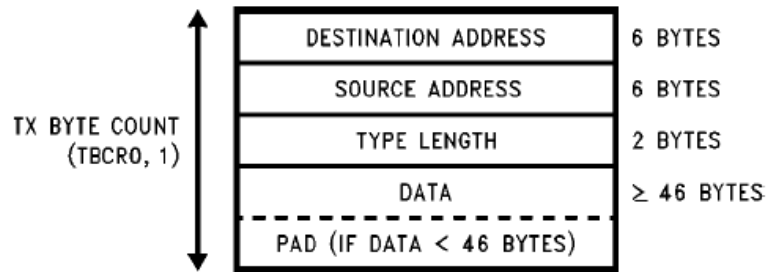 DESTINATION ADDRESS 6 BYTES
SOURCE ADDRESS 6 BYTES
TYPE LENGTH 2 BYTES
TX BYTE COUNT
(TBCR0, 1)
DATA ≥ 46 BYTES
PAD (IF DATA < 46 BYTES)